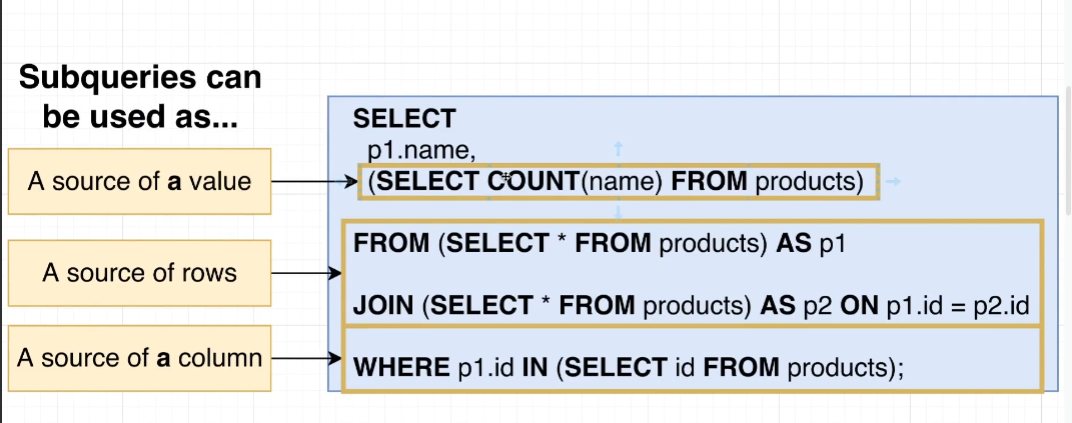 Subqueries can
be used as...
A source of a value
A source of rows
A source of a column
SELECT
p1.name,
(SELECT COUNT(name) FROM products)
FROM (SELECT * FROM products) AS p1
JOIN (SELECT * FROM products) AS p2 ON p1.id = p2.id
WHERE p1.id IN (SELECT id FROM products);